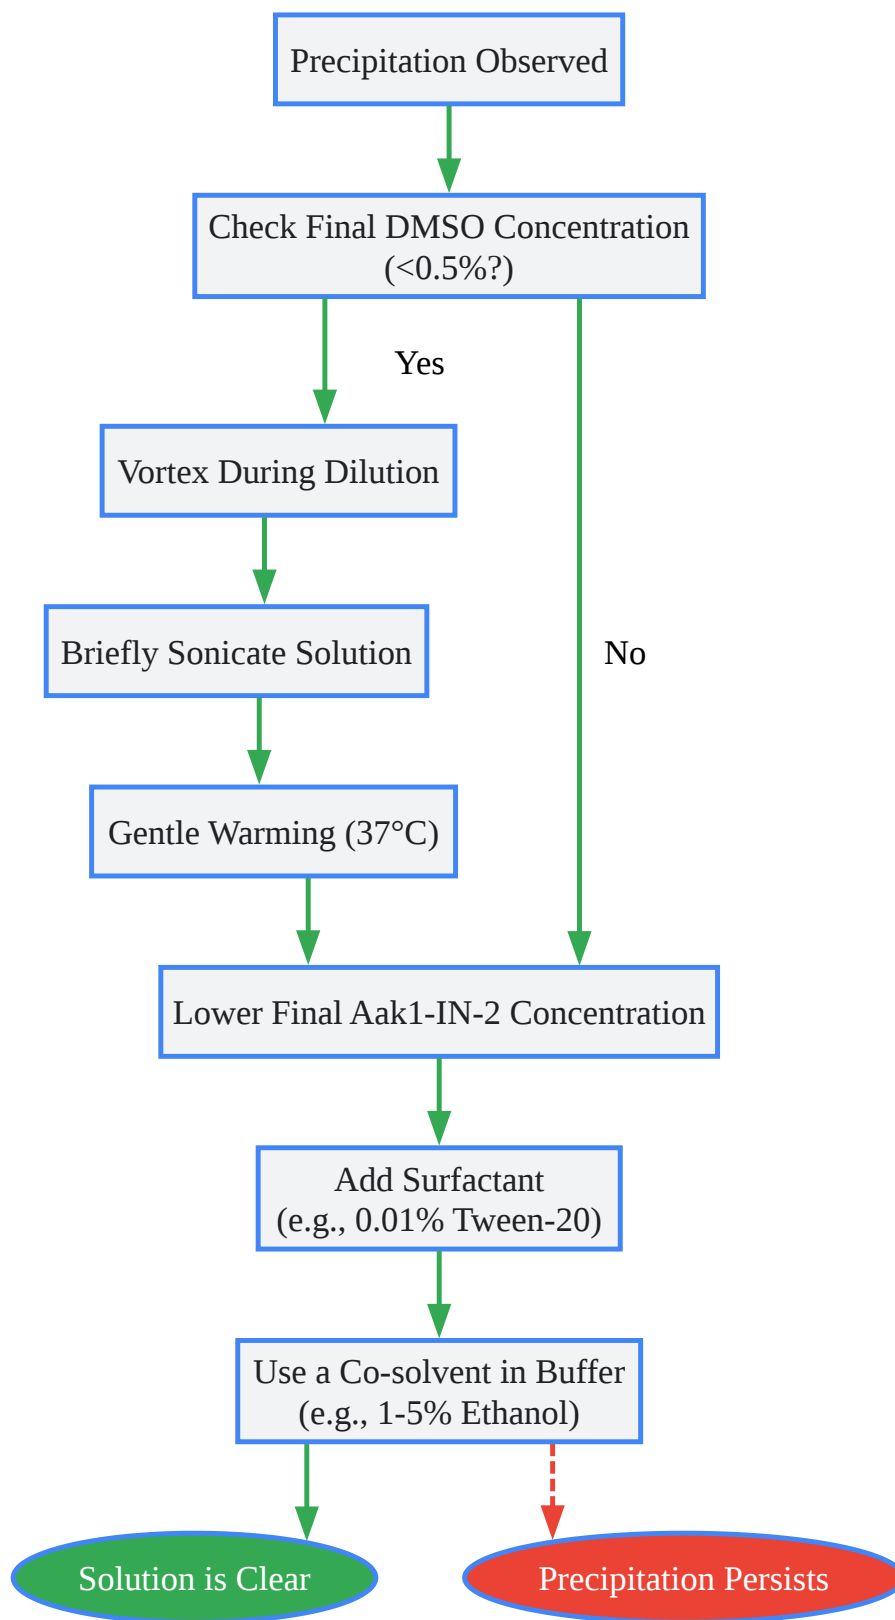 Precipitation Observed
Check Final DMSO Concentration
(<0.5%?)
Yes
Vortex During Dilution
Briefly Sonicate Solution
No
Gentle Warming (37°C)
Lower Final Aak1-IN-2 Concentration
Add Surfactant
(e.g., 0.01% Tween-20)
Use a Co-solvent in Buffer
(e.g., 1-5% Ethanol)
Solution is Clear
Precipitation Persists